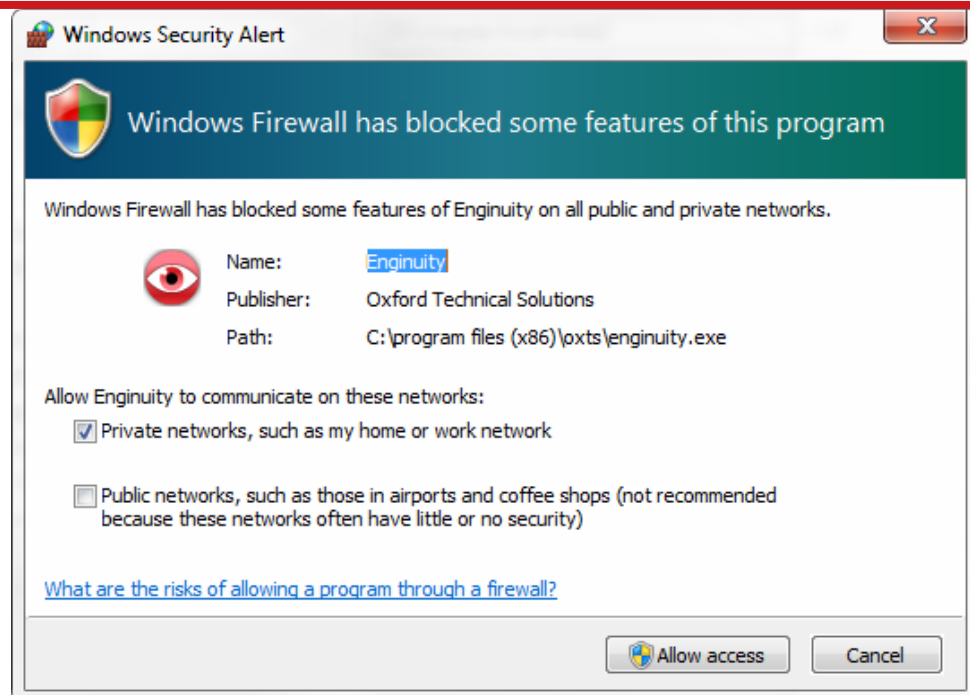 Windows Security Alert
Windows Firewall has blocked some features of this program
Windows Firewall has blocked some features of Enginuity on all public and private networks.
Name: Enginuity
Publisher: Oxford Technical Solutions
Path: C:\program files (x86)\oxts\enginuity.exe
Allow Enginuity to communicate on these networks:
Private networks, such as my home or work network
Public networks, such as those in airports and coffee shops (not recommended
because these networks often have little or no security)
What are the risks of allowing a program through a firewall?
Allow access Cancel